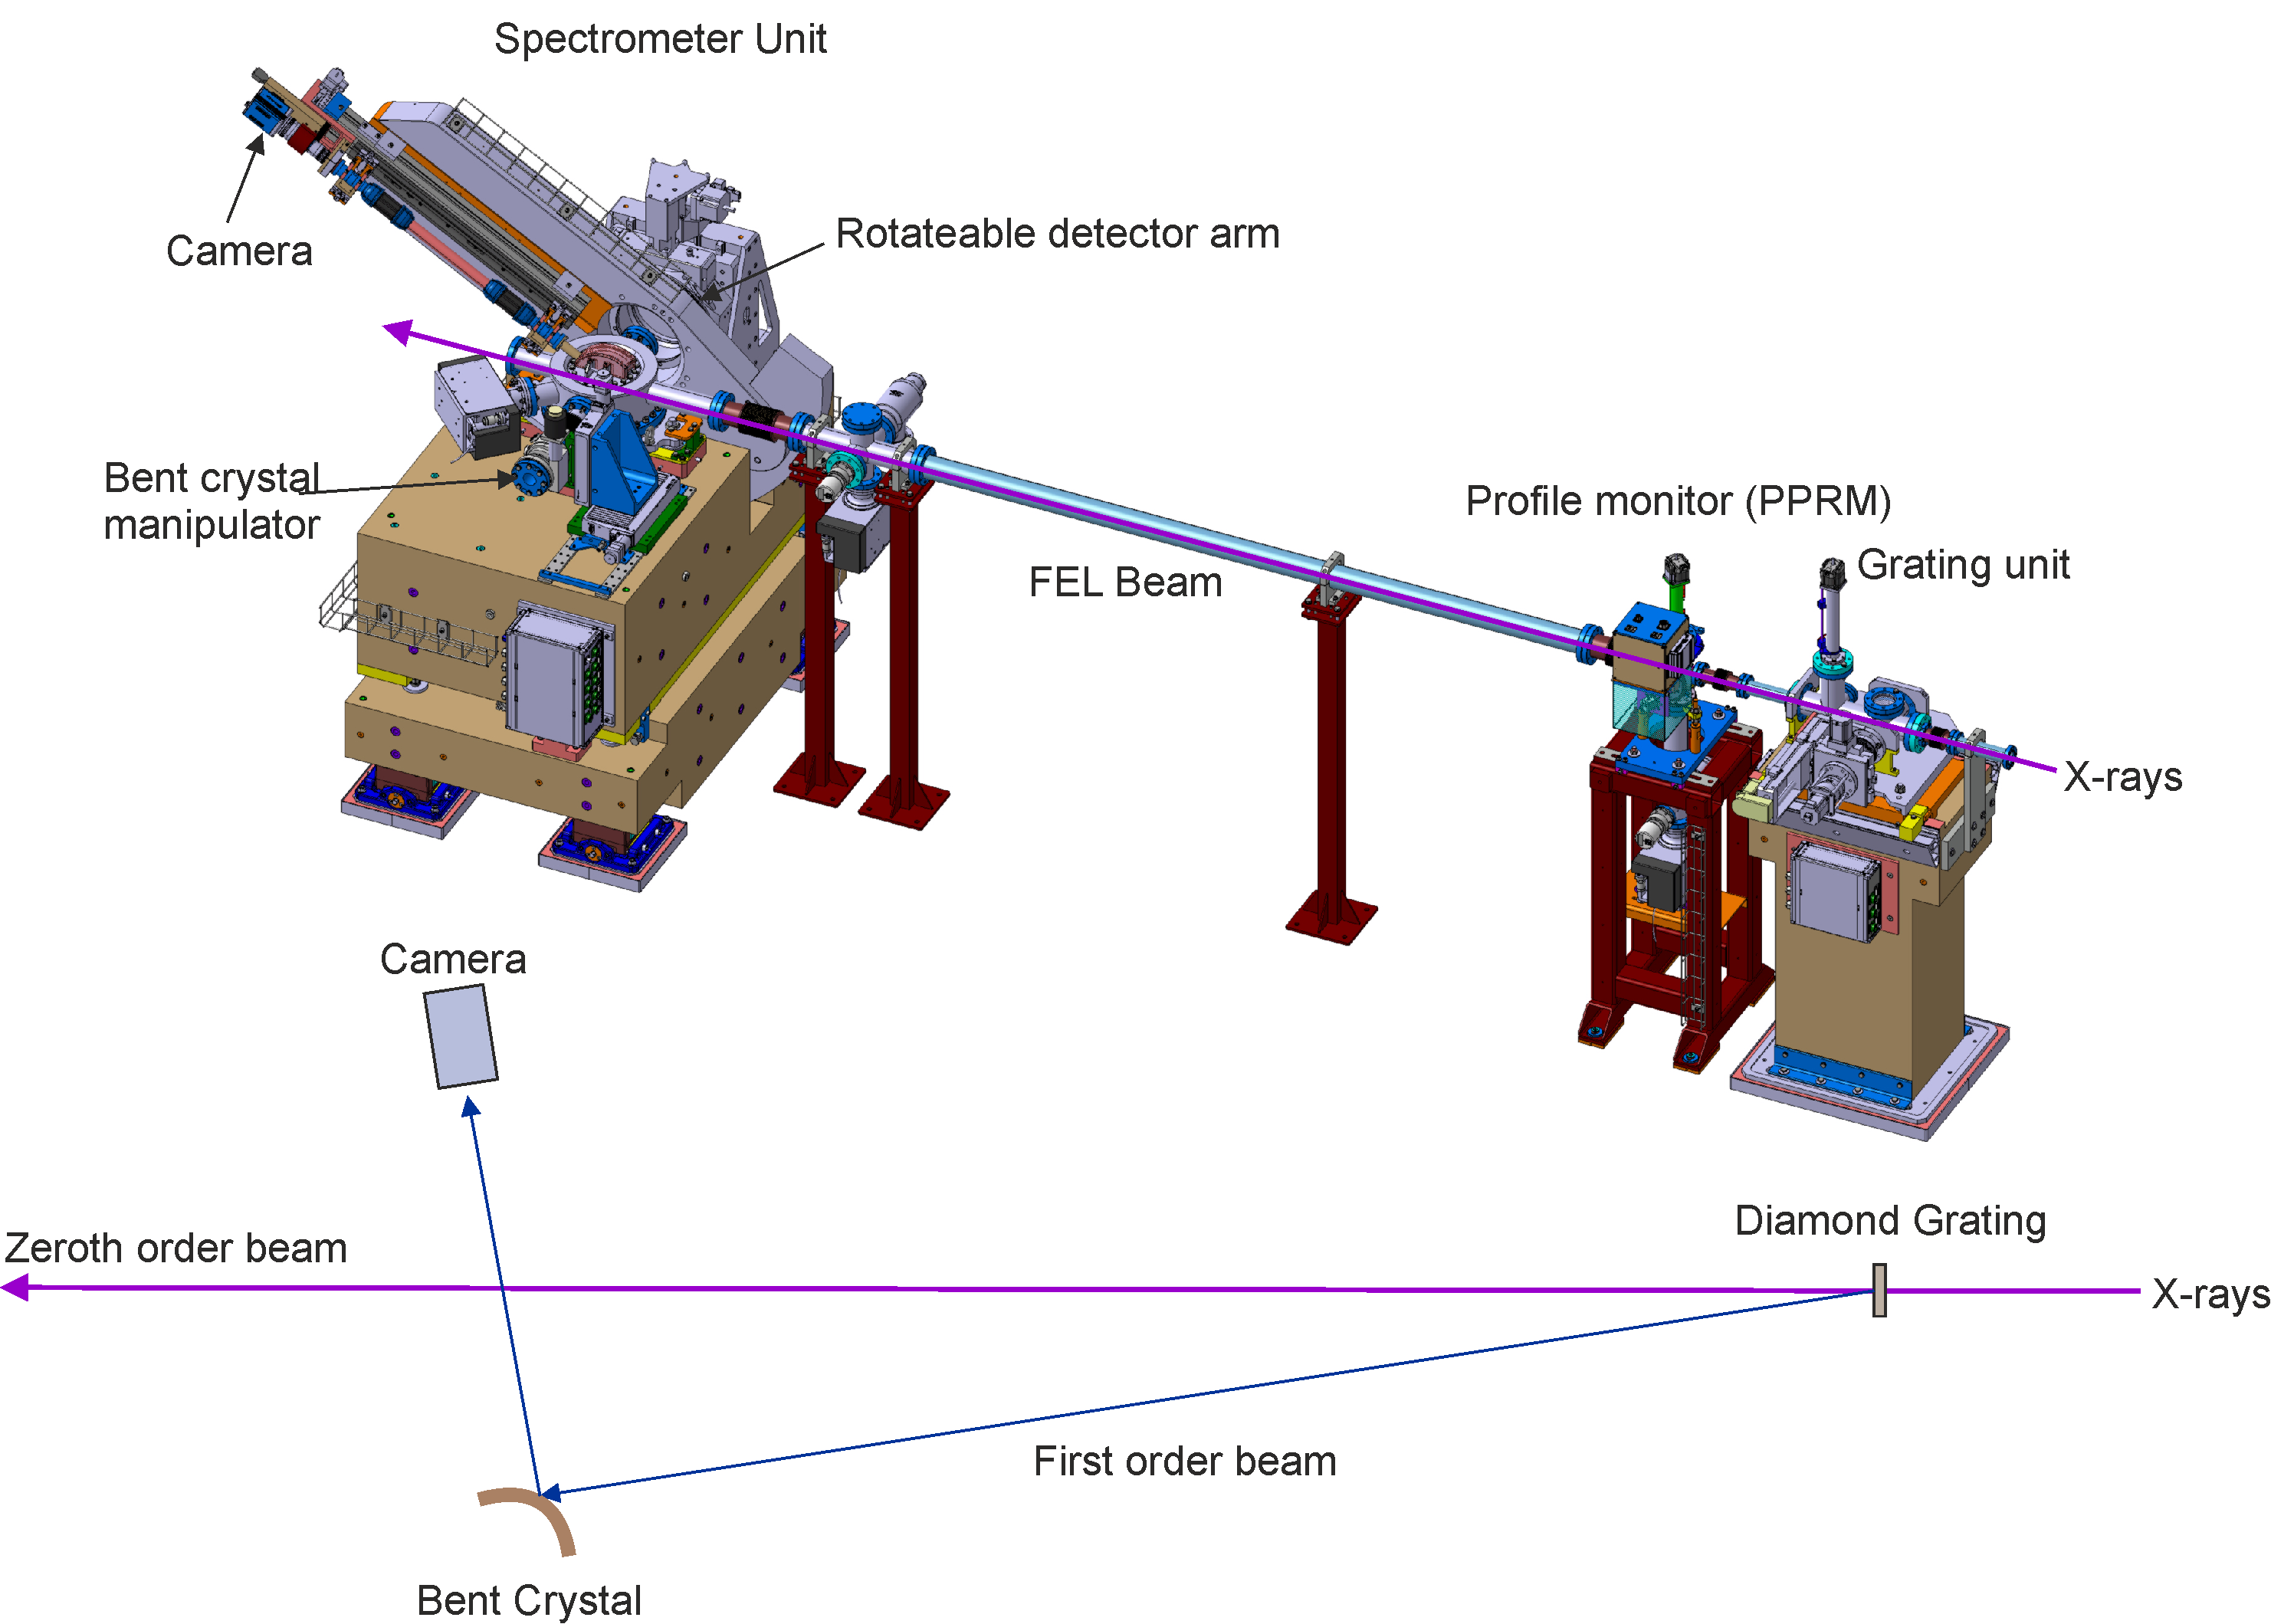 Spectrometer Unit
Camera
Rotateable detector arm
Bent crystal
manipulator
Profile monitor (PPRM)
Grating unit
FEL Beam
X-rays
Camera
Diamond Grating
Zeroth order beam
X-rays
First order beam
Bent Crystal